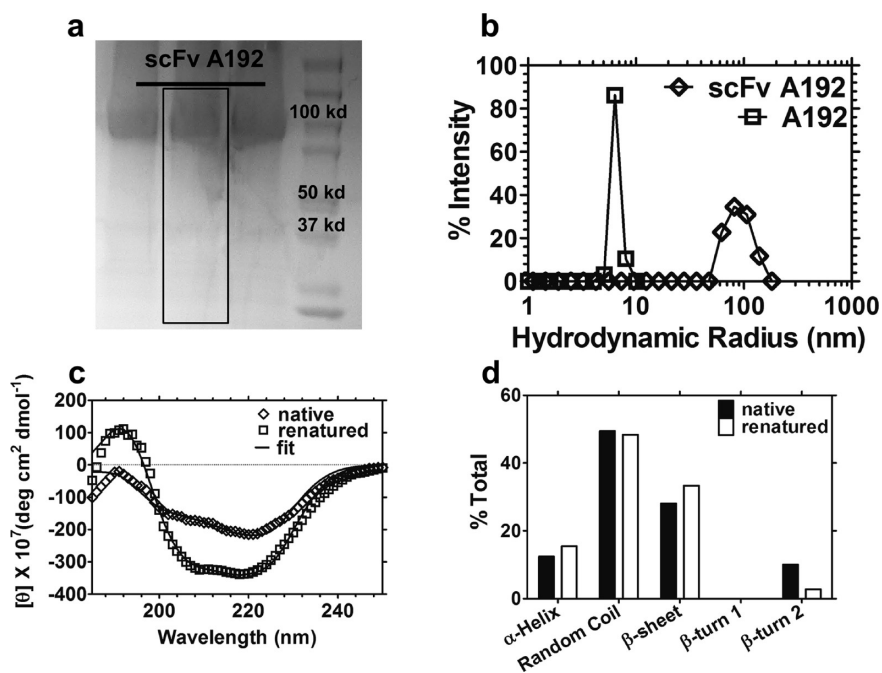 a
scFv A192
100 kd
50 kd
37 kd
b
100
80
60
40
20
0
% Intensity
scFv A192
A192
1
10
100
1000
Hydrodynamic Radius (nm)
c
200
100
0
-100
-200
-300
-400
[θ] X 10⁷(deg cm² dmol⁻¹)
native
renatured
fit
200
220
240
Wavelength (nm)
d
60
40
20
0
% Total
native
renatured
α-Helix
Random Coil
β-sheet
β-turn 1
β-turn 2